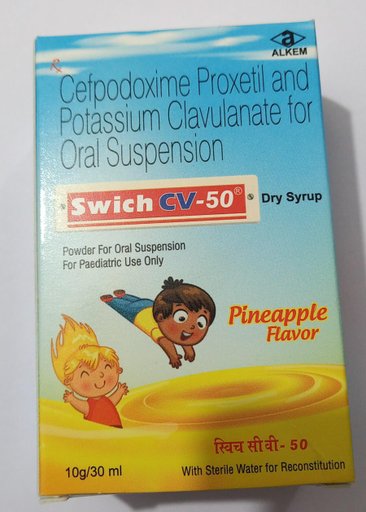 ALKEM
Rx
Cefpodoxime Proxetil and
Potassium Clavulanate for
Oral Suspension
Swich CV-50® Dry Syrup
Powder For Oral Suspension
For Paediatric Use Only
Pineapple
Flavor
स्विच सी वी - 50
10g/30 ml
With Sterile Water for Reconstitution